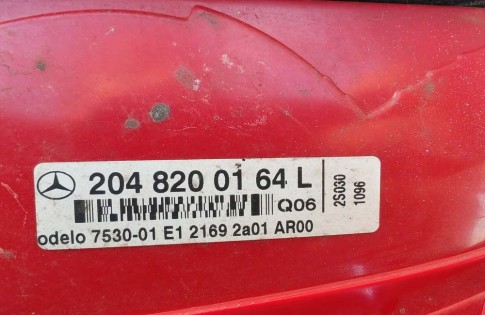 204 820 01 64 L
Q06
odelo 7530-01 E1 2169 2a01 AR00
2S030
1096